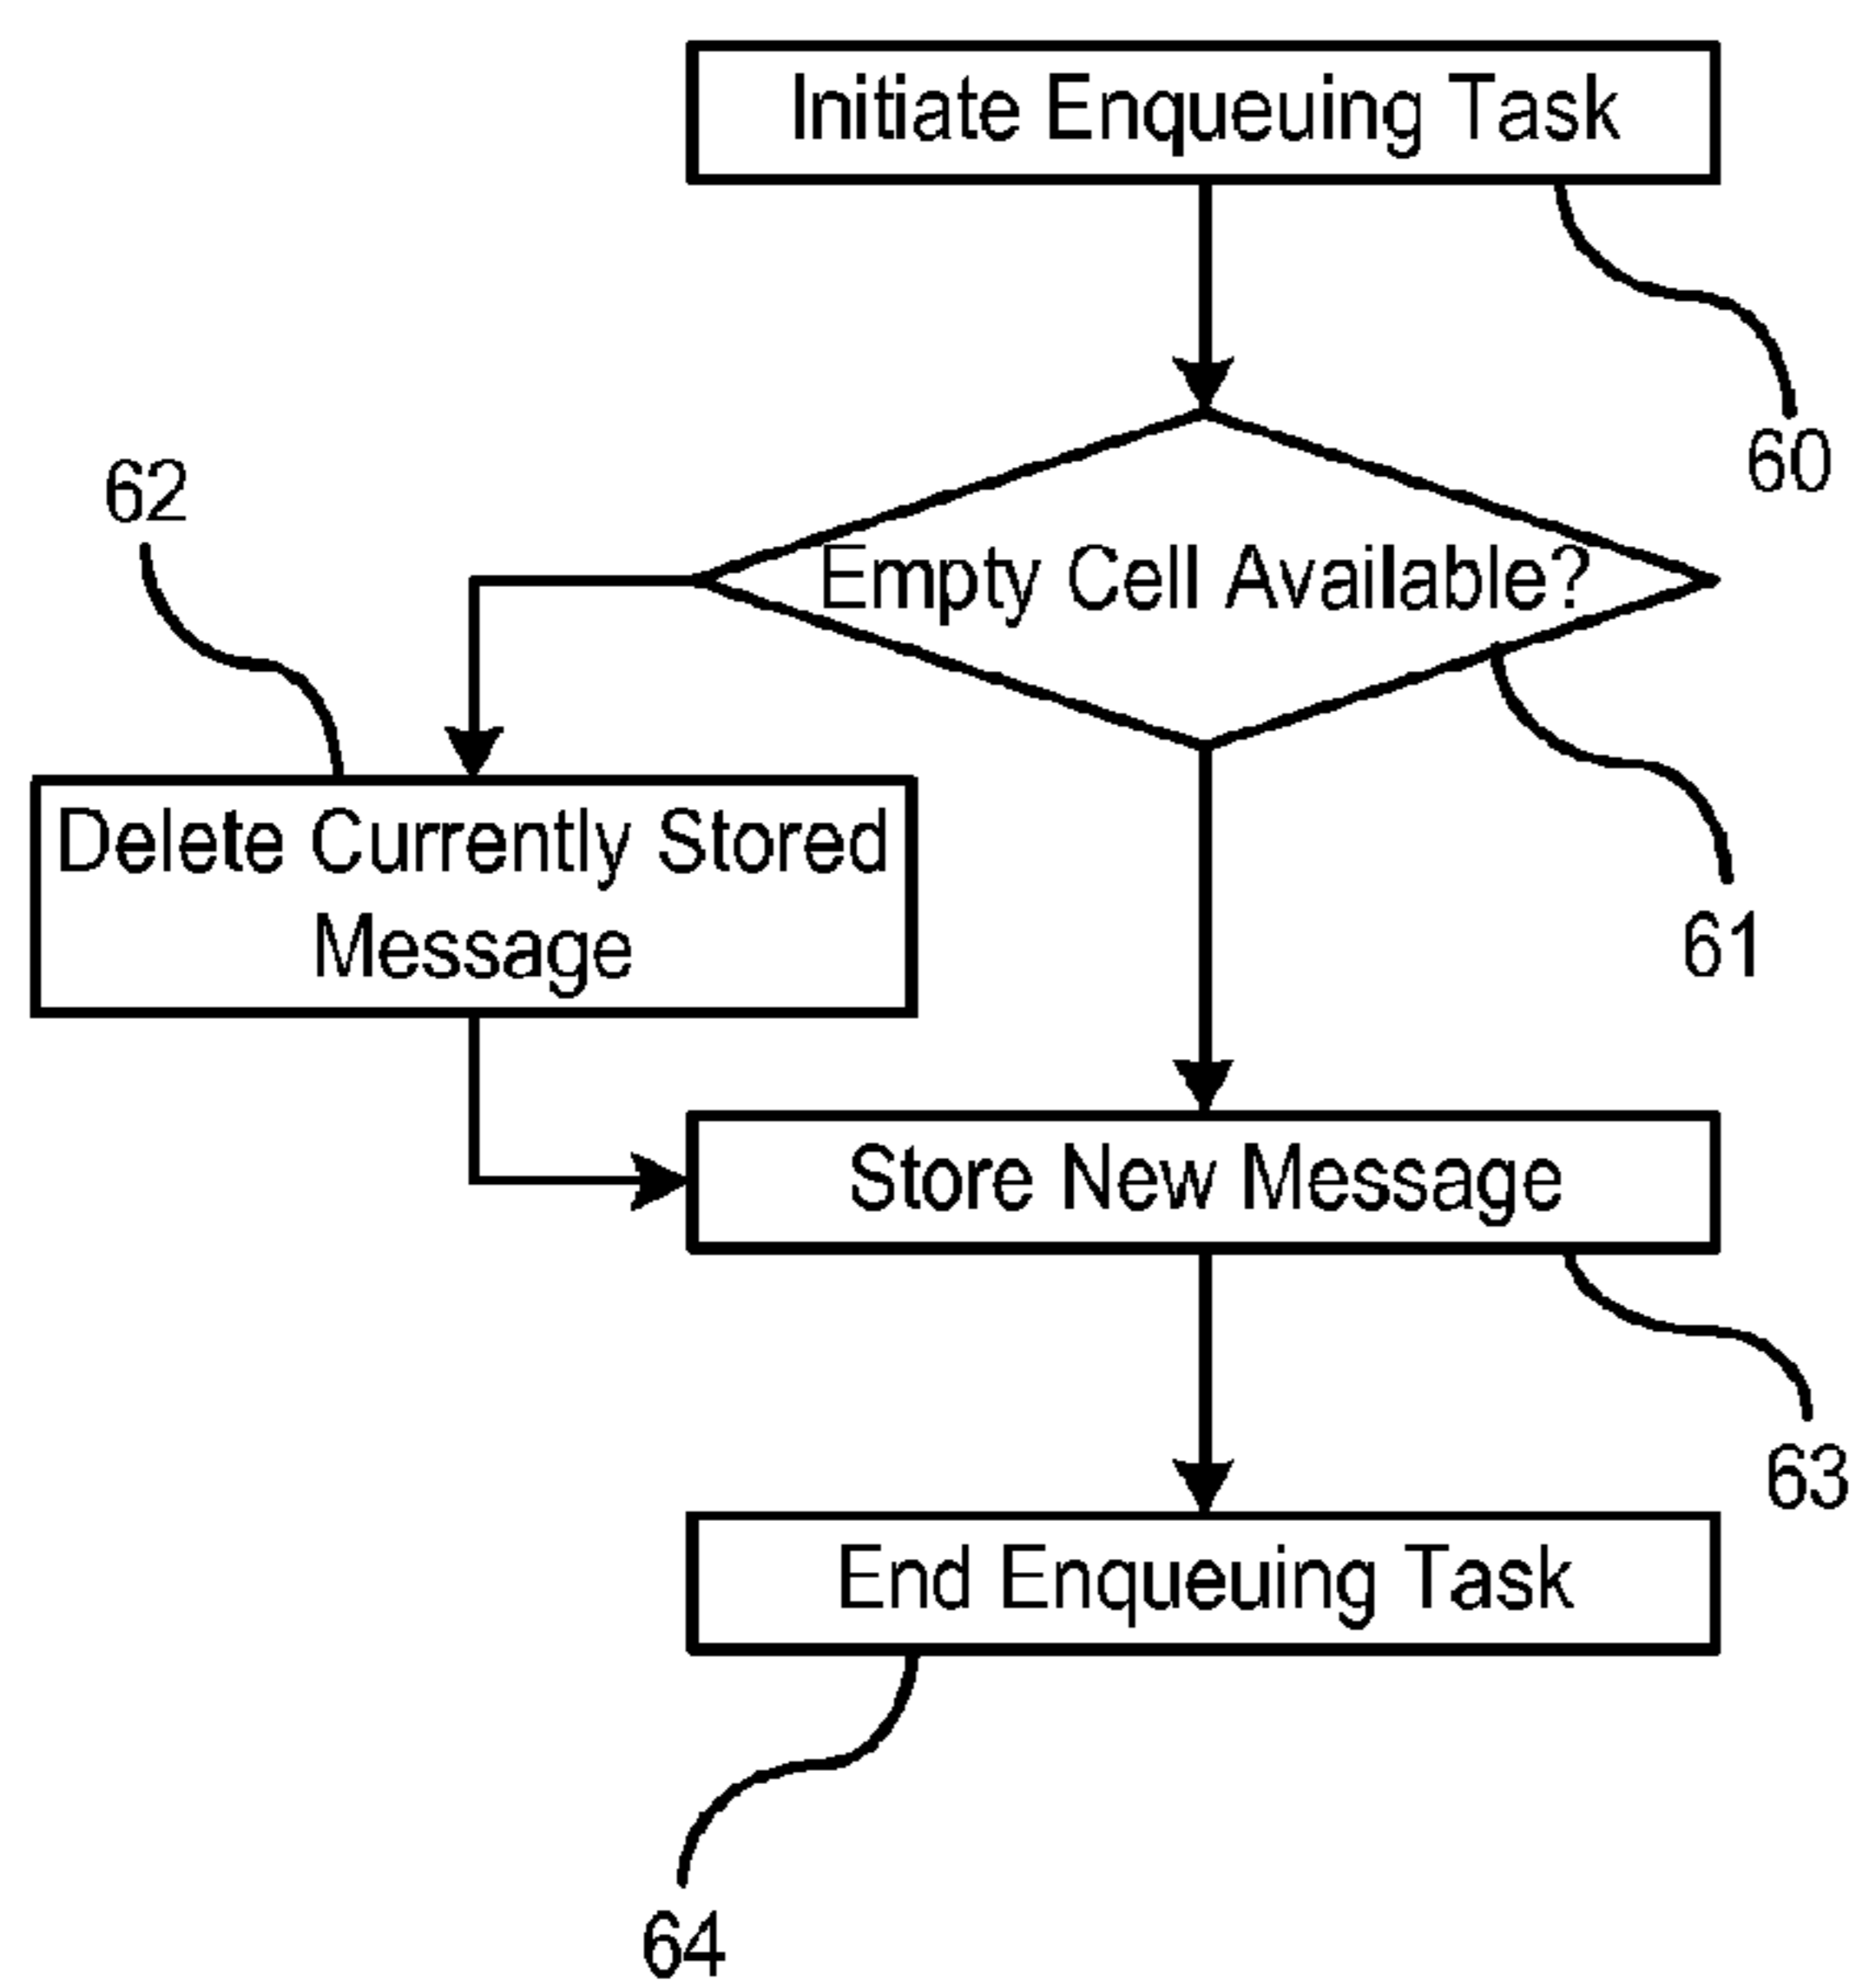 Initiate Enqueuing Task
60
62
Empty Cell Available?
Delete Currently Stored
Message
61
Store New Message
63
End Enqueuing Task
64